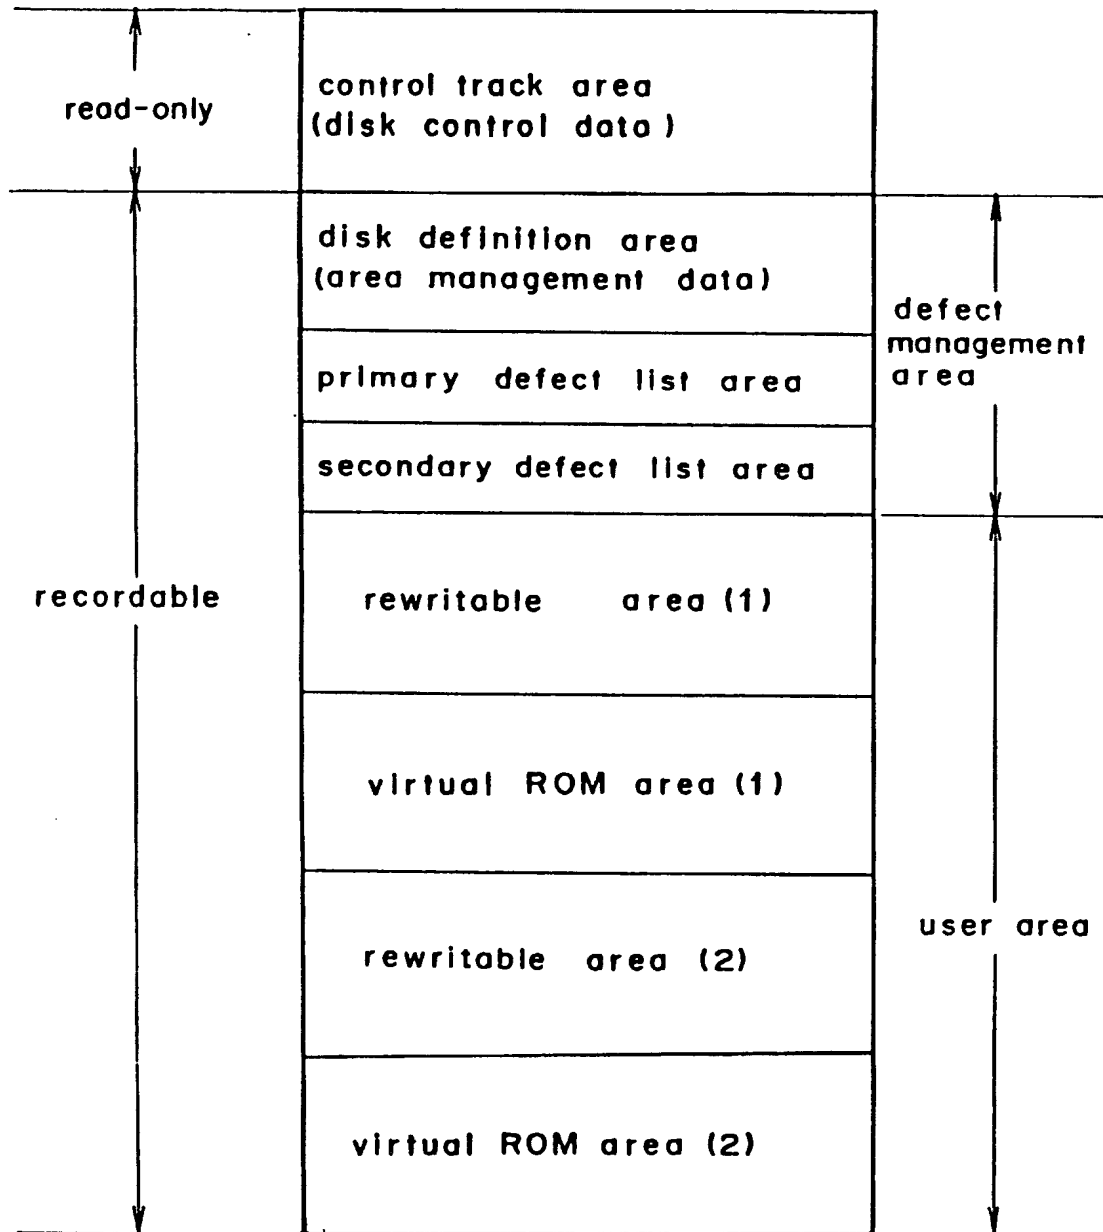 read-only
control track area
(disk control data)
disk definition area
(area management data)
primary defect list area
secondary defect list area
defect
management
area
recordable
rewritable area (1)
virtual ROM area (1)
rewritable area (2)
virtual ROM area (2)
user area